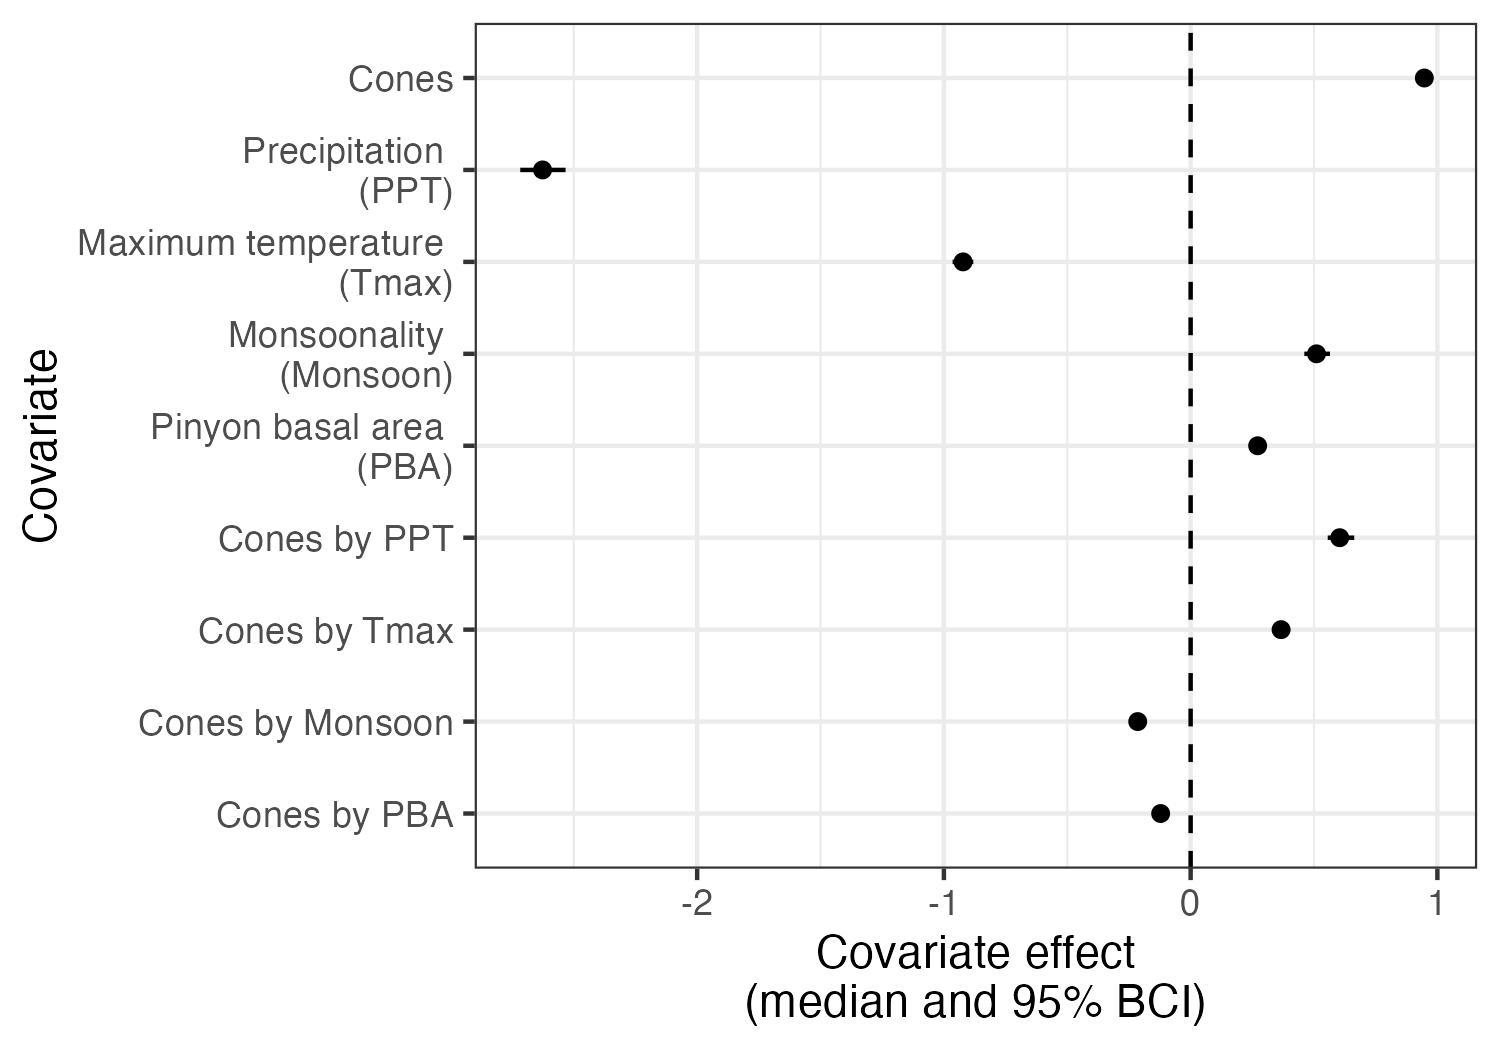 Cones
Precipitation
(PPT)
Maximum temperature
(Tmax)
Monsoonality
(Monsoon)
Pinyon basal area
(PBA)
Cones by PPT
Cones by Tmax
Cones by Monsoon
Cones by PBA
Covariate
-2
-1
0
1
Covariate effect
(median and 95% BCI)